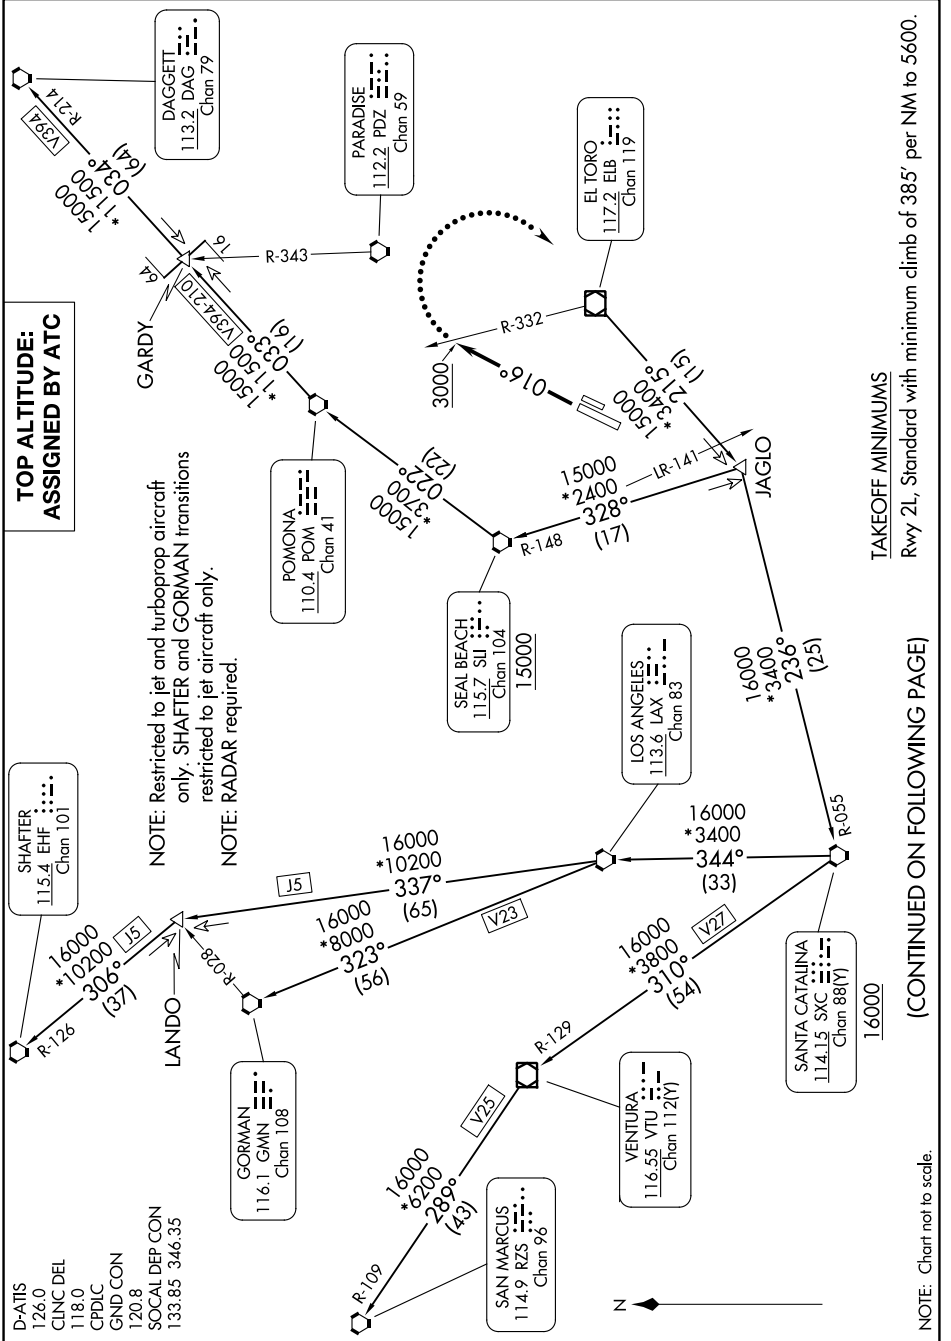 D-ATIS
126.0
CLNC DEL
118.0
CPDLC
GND CON
120.8
SOCAL DEP CON
133.85 346.35
SHAFTER
115.4 EHF
Chan 101
TOP ALTITUDE:
ASSIGNED BY ATC
DAGGETT
113.2 DAG
Chan 79
V394
R-214
15000
*11500
034°
(64)
64
16
GARDY
V394-210
15000
*11500
033°
(16)
R-343
PARADISE
112.2 PDZ
Chan 59
NOTE: Restricted to jet and turboprop aircraft
only. SHAFTER and GORMAN transitions
restricted to jet aircraft only.
NOTE: RADAR required.
R-126
16000
*10200
306°
(37)
J5
LANDO
R-028
GORMAN
116.1 GMN
Chan 108
J5
16000
*10200
337°
(65)
16000
*8000
323°
(56)
V23
POMONA
110.4 POM
Chan 41
15000
*3700
022°
(22)
3000
R-332
016°
EL TORO
117.2 ELB
Chan 119
SEAL BEACH
115.7 SLI
Chan 104
15000
R-148
15000
*2400
328°
(17)
LR-141
15000
*3400
215°
(15)
JAGLO
LOS ANGELES
113.6 LAX
Chan 83
16000
*3400
344°
(33)
16000
*3400
236°
(25)
R-055
R-109
16000
*6200
289°
(43)
V25
R-129
16000
*3800
310°
(54)
V27
SAN MARCUS
114.9 RZS
Chan 96
VENTURA
116.55 VTU
Chan 112(Y)
SANTA CATALINA
114.15 SXC
Chan 88(Y)
16000
N
TAKEOFF MINIMUMS
Rwy 2L, Standard with minimum climb of 385' per NM to 5600.
(CONTINUED ON FOLLOWING PAGE)
NOTE: Chart not to scale.